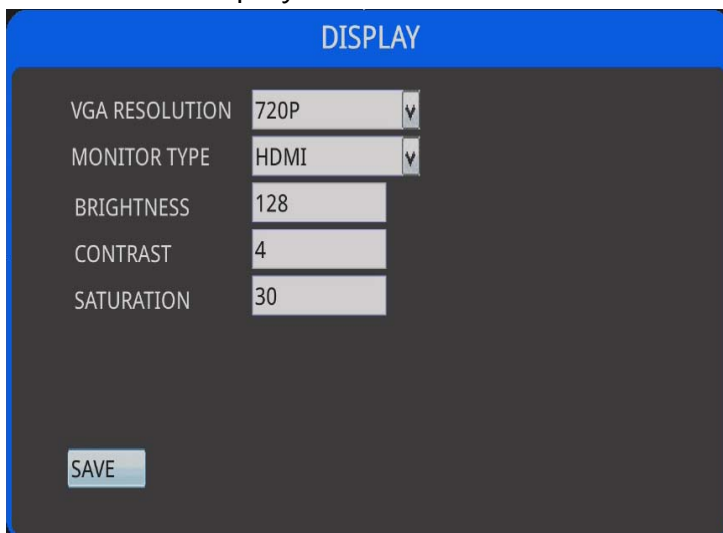 DISPLAY
VGA RESOLUTION 720P
MONITOR TYPE HDMI
BRIGHTNESS 128
CONTRAST 4
SATURATION 30
SAVE